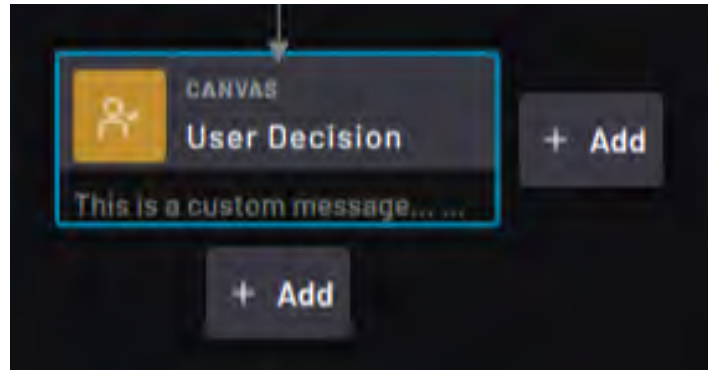 CANVAS
User Decision
+ Add
This is a custom message... ...
+ Add